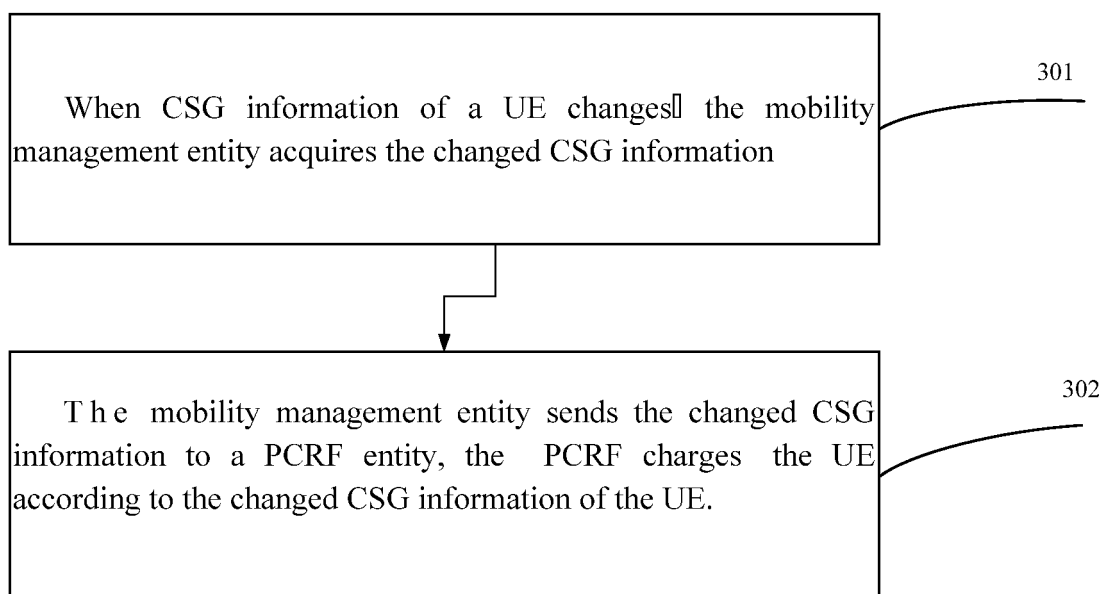 301
When CSG information of a UE changes▯ the mobility
management entity acquires the changed CSG information
302
The mobility management entity sends the changed CSG
information to a PCRF entity, the PCRF charges the UE
according to the changed CSG information of the UE.